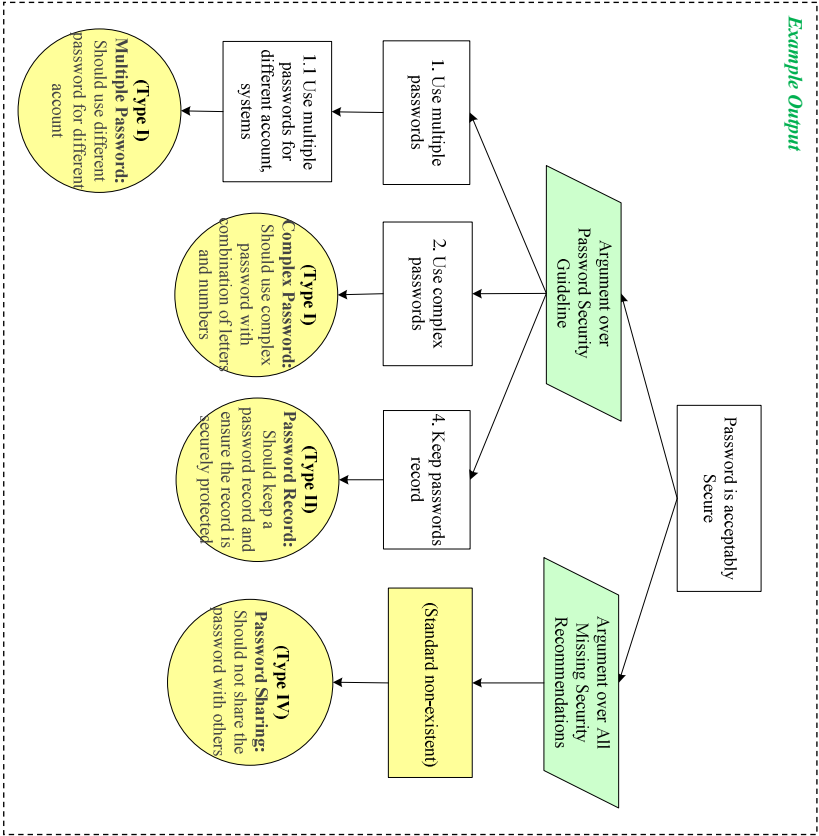 Example Output
Password is acceptably
Secure
Argument over
Password Security
Guideline
Argument over All
Missing Security
Recommendations
1. Use multiple
passwords
2. Use complex
passwords
4. Keep passwords
record
(Standard non-existent)
1.1 Use multiple
passwords for
different account,
systems
(Type I)
Multiple Password:
Should use different
password for different
account
(Type I)
Complex Password:
Should use complex
password with
combination of letters
and numbers
(Type II)
Password Record:
Should keep a
password record and
ensure the record is
securely protected
(Type IV)
Password Sharing:
Should not share the
password with others